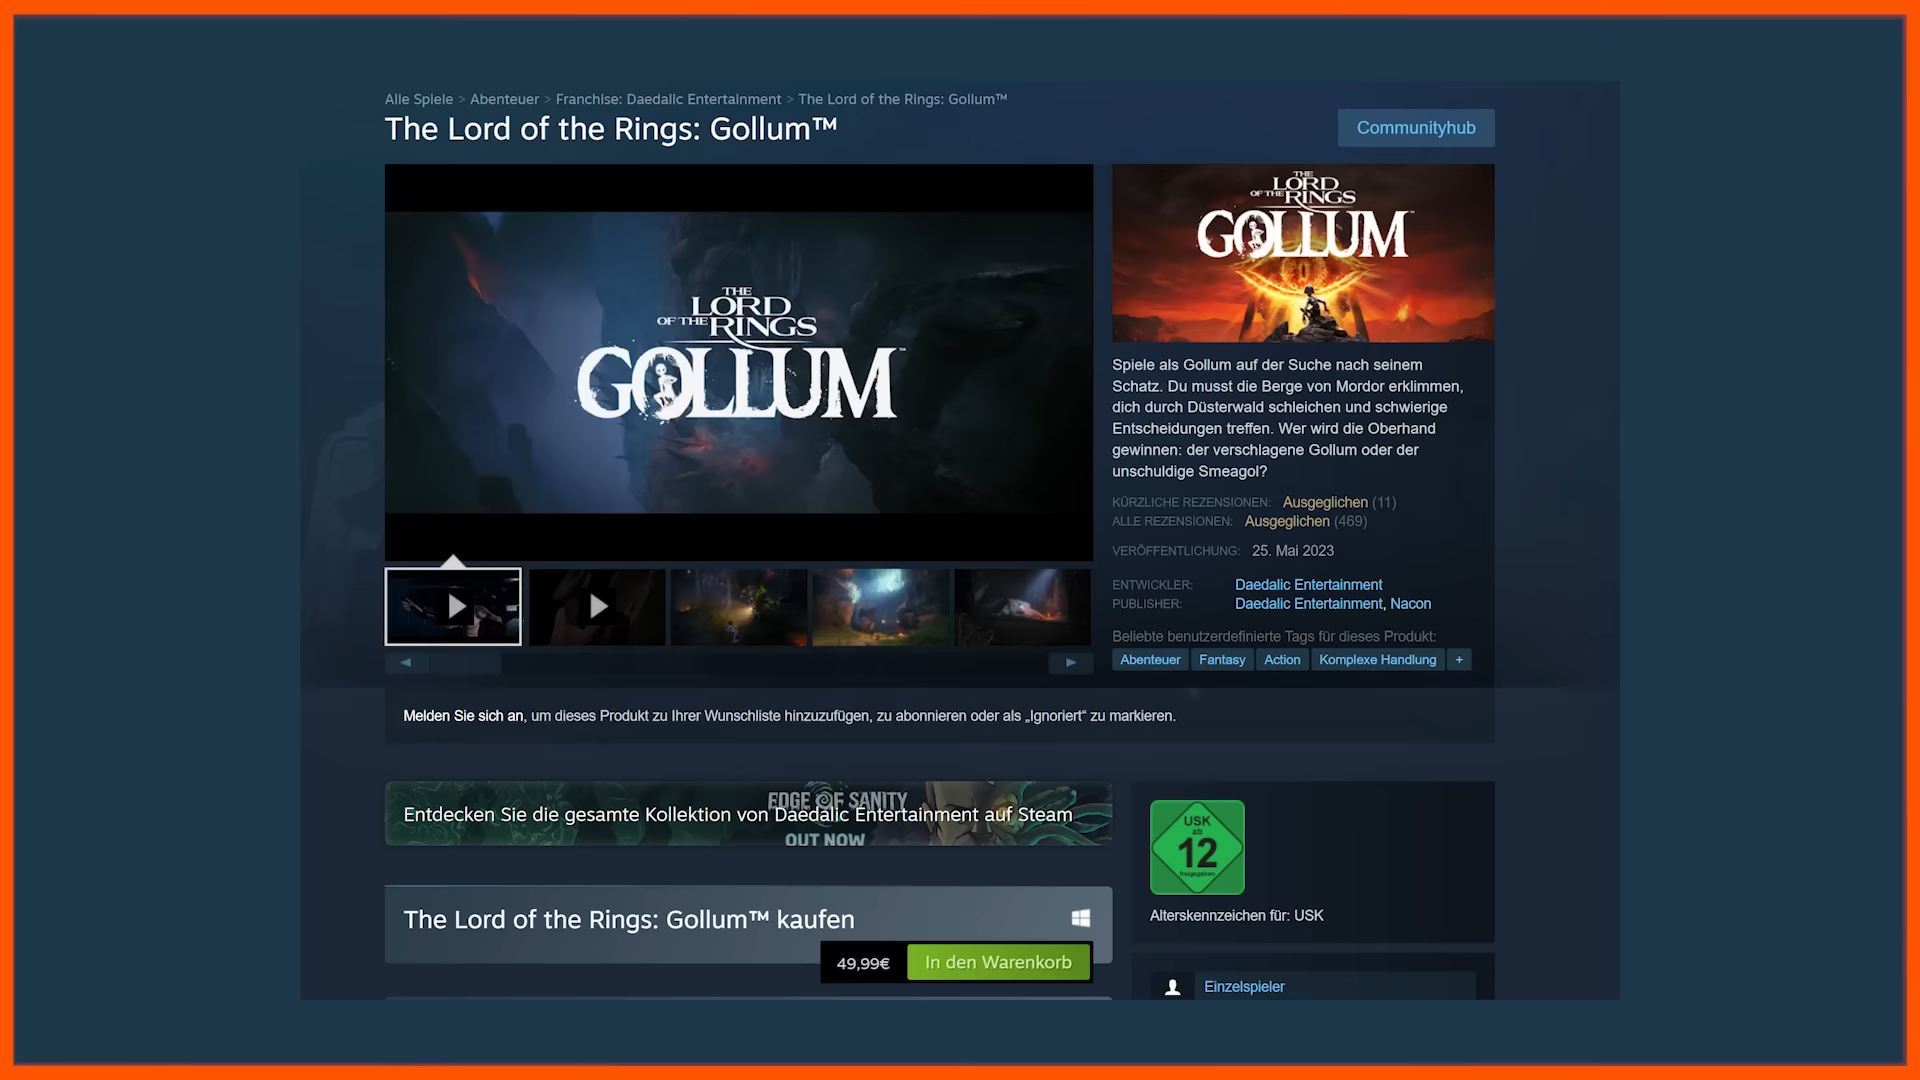 Alle Spiele > Abenteuer > Franchise: Daedalic Entertainment > The Lord of the Rings: Gollum™
The Lord of the Rings: Gollum™
Communityhub
THE
LORD
OF THE RINGS
GOLLUM™
THE
LORD
OF THE RINGS
GOLLUM™
Spiele als Gollum auf der Suche nach seinem
Schatz. Du musst die Berge von Mordor erklimmen,
dich durch Düsterwald schleichen und schwierige
Entscheidungen treffen. Wer wird die Oberhand
gewinnen: der verschlagene Gollum oder der
unschuldige Smeagol?
KÜRZLICHE REZENSIONEN: Ausgeglichen (11)
ALLE REZENSIONEN: Ausgeglichen (469)
VERÖFFENTLICHUNG: 25. Mai 2023
ENTWICKLER: Daedalic Entertainment
PUBLISHER: Daedalic Entertainment, Nacon
Beliebte benutzerdefinierte Tags für dieses Produkt:
Abenteuer Fantasy Action Komplexe Handlung +
Melden Sie sich an, um dieses Produkt zu Ihrer Wunschliste hinzuzufügen, zu abonnieren oder als „Ignoriert“ zu markieren.
EDGE OF SANITY
Entdecken Sie die gesamte Kollektion von Daedalic Entertainment auf Steam
OUT NOW
USK
ab
12
freigegeben
Alterskennzeichen für: USK
The Lord of the Rings: Gollum™ kaufen
49,99€ In den Warenkorb
Einzelspieler